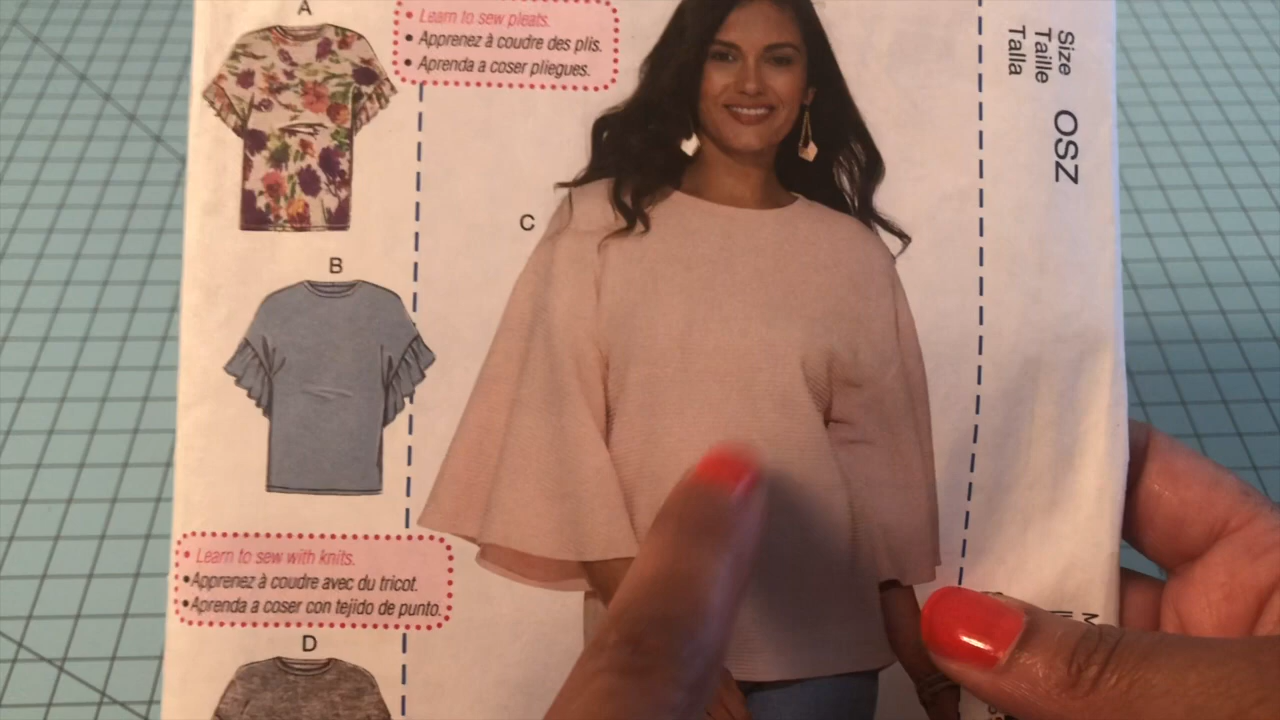 A
• Learn to sew pleats.
• Apprenez à coudre des plis.
• Aprenda a coser pliegues.
Size
Taille
Talla
OSZ
C
B
• Learn to sew with knits.
• Apprenez à coudre avec du tricot.
• Aprenda a coser con tejido de punto.
D